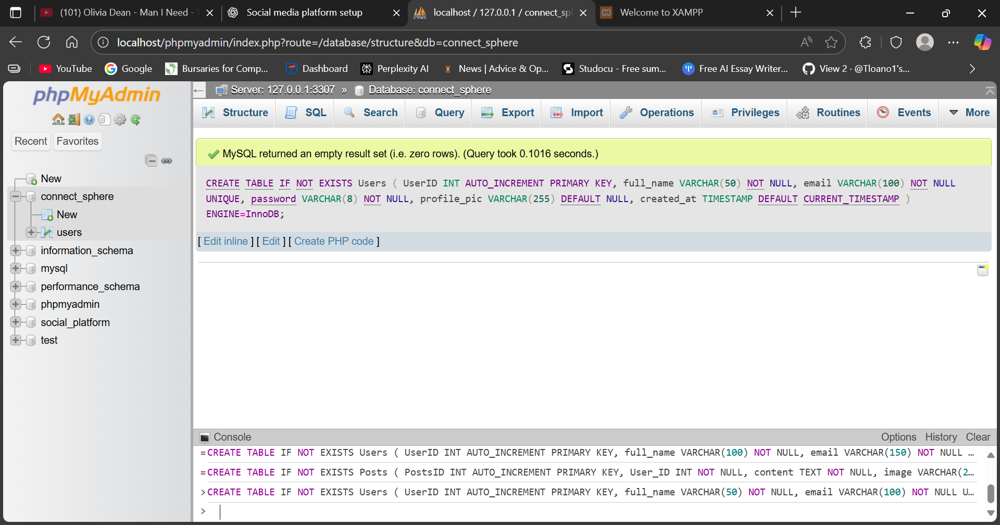 (101) Olivia Dean - Man I Need -
Social media platform setup
localhost / 127.0.0.1 / connect_sp
Welcome to XAMPP
localhost/phpmyadmin/index.php?route=/database/structure&db=connect_sphere
YouTube
Google
Bursaries for Comp...
Dashboard
Perplexity AI
News | Advice & Op...
Studocu - Free sum...
Free AI Essay Writer...
View 2 · @Tloano1's...
phpMyAdmin
Recent
Favorites
New
connect_sphere
New
users
information_schema
mysql
performance_schema
phpmyadmin
social_platform
test
Server: 127.0.0.1:3307 » Database: connect_sphere
Structure
SQL
Search
Query
Export
Import
Operations
Privileges
Routines
Events
More
MySQL returned an empty result set (i.e. zero rows). (Query took 0.1016 seconds.)
CREATE TABLE IF NOT EXISTS Users ( UserID INT AUTO_INCREMENT PRIMARY KEY, full_name VARCHAR(50) NOT NULL, email VARCHAR(100) NOT NULL
UNIQUE, password VARCHAR(8) NOT NULL, profile_pic VARCHAR(255) DEFAULT NULL, created_at TIMESTAMP DEFAULT CURRENT_TIMESTAMP )
ENGINE=InnoDB;
[ Edit inline ] [ Edit ] [ Create PHP code ]
Console
Options History Clear
=CREATE TABLE IF NOT EXISTS Users ( UserID INT AUTO_INCREMENT PRIMARY KEY, full_name VARCHAR(100) NOT NULL, email VARCHAR(150) NOT NULL …
=CREATE TABLE IF NOT EXISTS Posts ( PostsID INT AUTO_INCREMENT PRIMARY KEY, User_ID INT NOT NULL, content TEXT NOT NULL, image VARCHAR(2…
>CREATE TABLE IF NOT EXISTS Users ( UserID INT AUTO_INCREMENT PRIMARY KEY, full_name VARCHAR(50) NOT NULL, email VARCHAR(100) NOT NULL U…
>